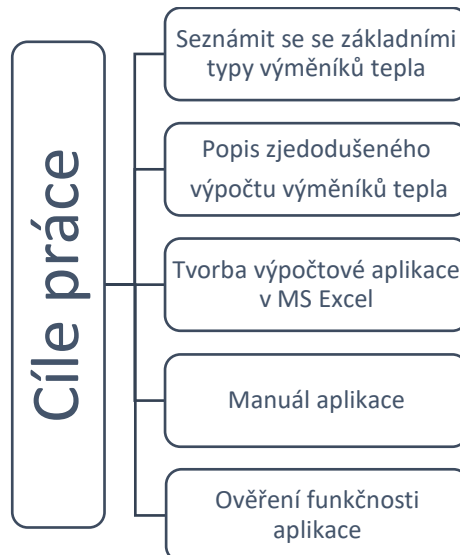 Cíle práce
Seznámit se se základními
typy výměníků tepla
Popis zjedodušeného
výpočtu výměníků tepla
Tvorba výpočtové aplikace
v MS Excel
Manuál aplikace
Ověření funkčnosti
aplikace